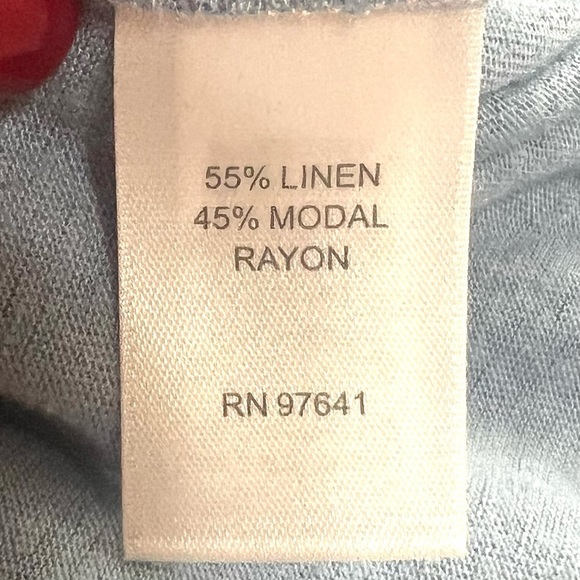 55% LINEN
45% MODAL
RAYON
RN 97641